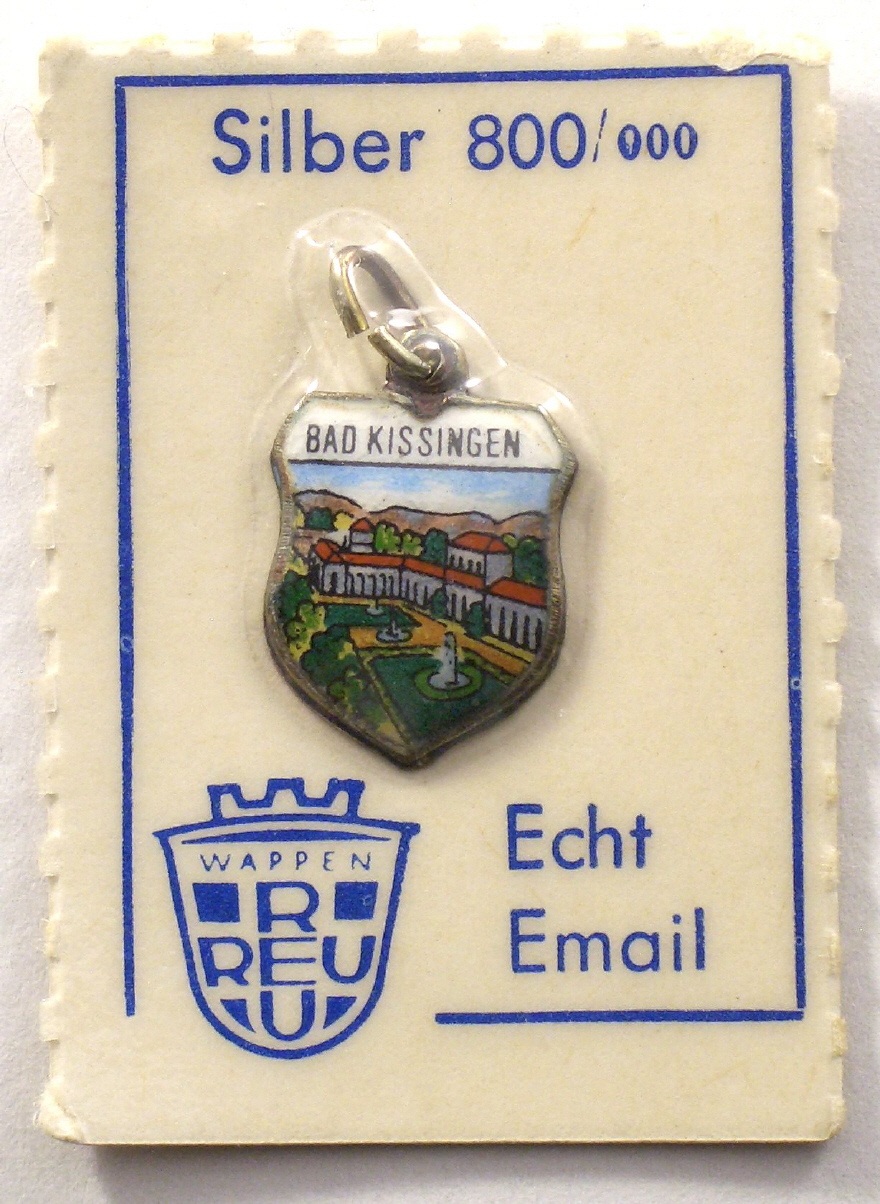 Silber 800/000
BAD KISSINGEN
WAPPEN
R
REU
U
Echt
Email